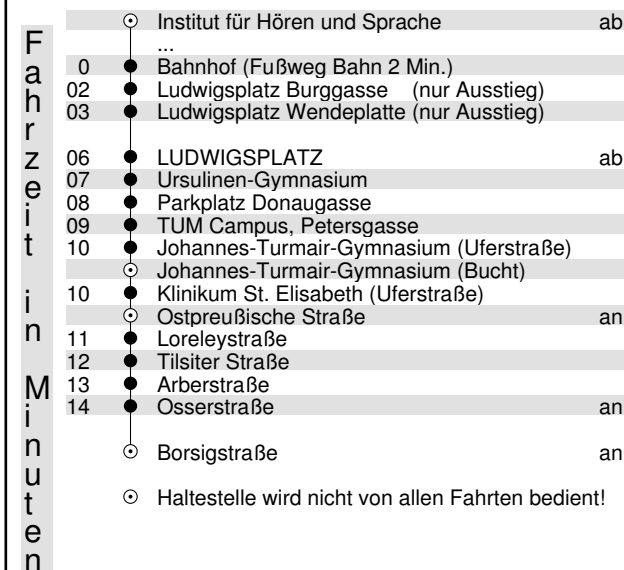 Fahrzeit in Minuten
Institut für Hören und Sprache ab
...
0 Bahnhof (Fußweg Bahn 2 Min.)
02 Ludwigsplatz Burggasse (nur Ausstieg)
03 Ludwigsplatz Wendeplatte (nur Ausstieg)
06 LUDWIGSPLATZ ab
07 Ursulinen-Gymnasium
08 Parkplatz Donaugasse
09 TUM Campus, Petersgasse
10 Johannes-Turmair-Gymnasium (Uferstraße)
Johannes-Turmair-Gymnasium (Bucht)
10 Klinikum St. Elisabeth (Uferstraße)
Ostpreußische Straße an
11 Loreleystraße
12 Tilsiter Straße
13 Arberstraße
14 Osserstraße an
Borsigstraße an
Haltestelle wird nicht von allen Fahrten bedient!